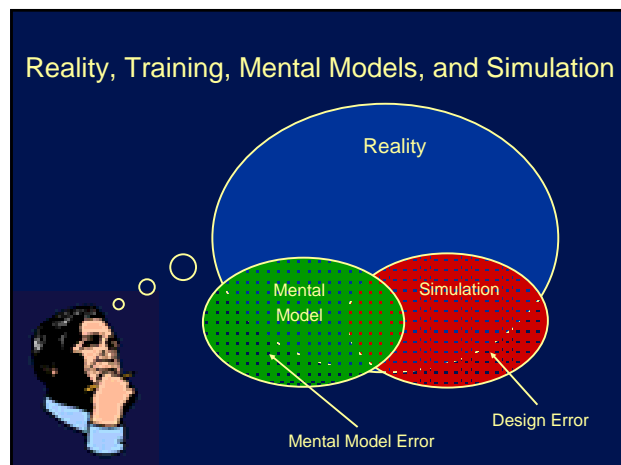 Reality, Training, Mental Models, and Simulation
Reality
Mental
Model
Simulation
Design Error
Mental Model Error